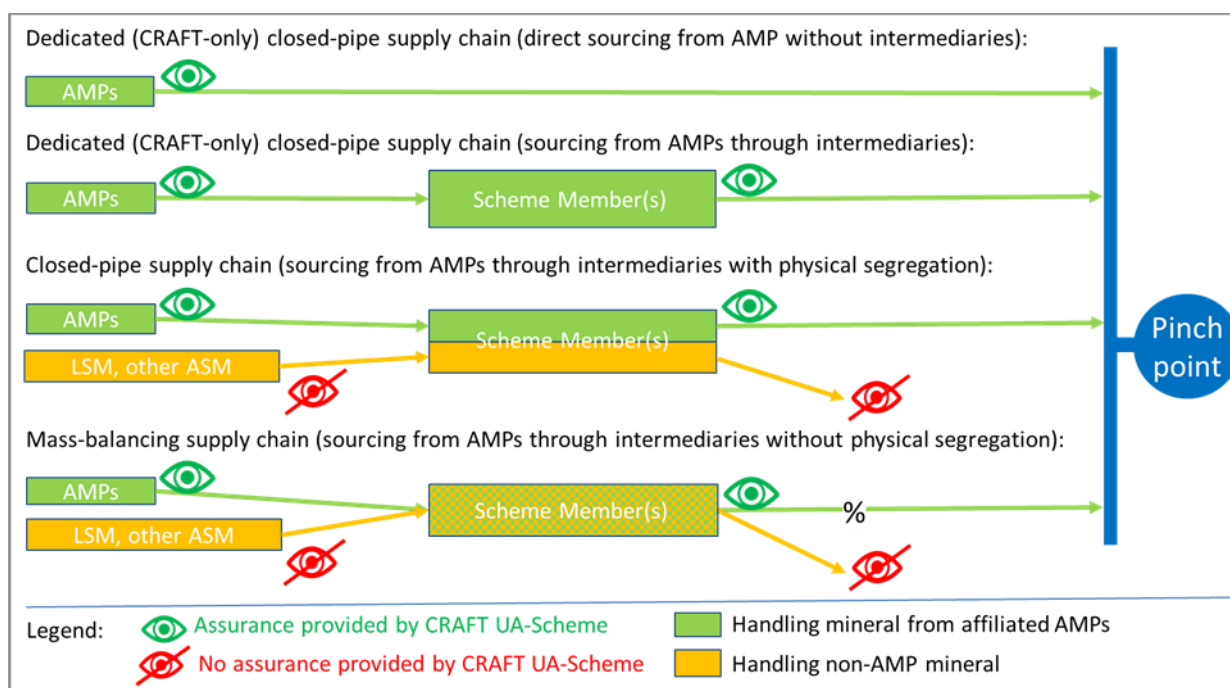 Dedicated (CRAFT-only) closed-pipe supply chain (direct sourcing from AMP without intermediaries):
AMPs
Dedicated (CRAFT-only) closed-pipe supply chain (sourcing from AMPs through intermediaries):
AMPs
Scheme Member(s)
Closed-pipe supply chain (sourcing from AMPs through intermediaries with physical segregation):
AMPs
Scheme Member(s)
LSM, other ASM
Pinch
point
Mass-balancing supply chain (sourcing from AMPs through intermediaries without physical segregation):
AMPs
Scheme Member(s)
%
LSM, other ASM
Legend:
Assurance provided by CRAFT UA-Scheme
Handling mineral from affiliated AMPs
No assurance provided by CRAFT UA-Scheme
Handling non-AMP mineral